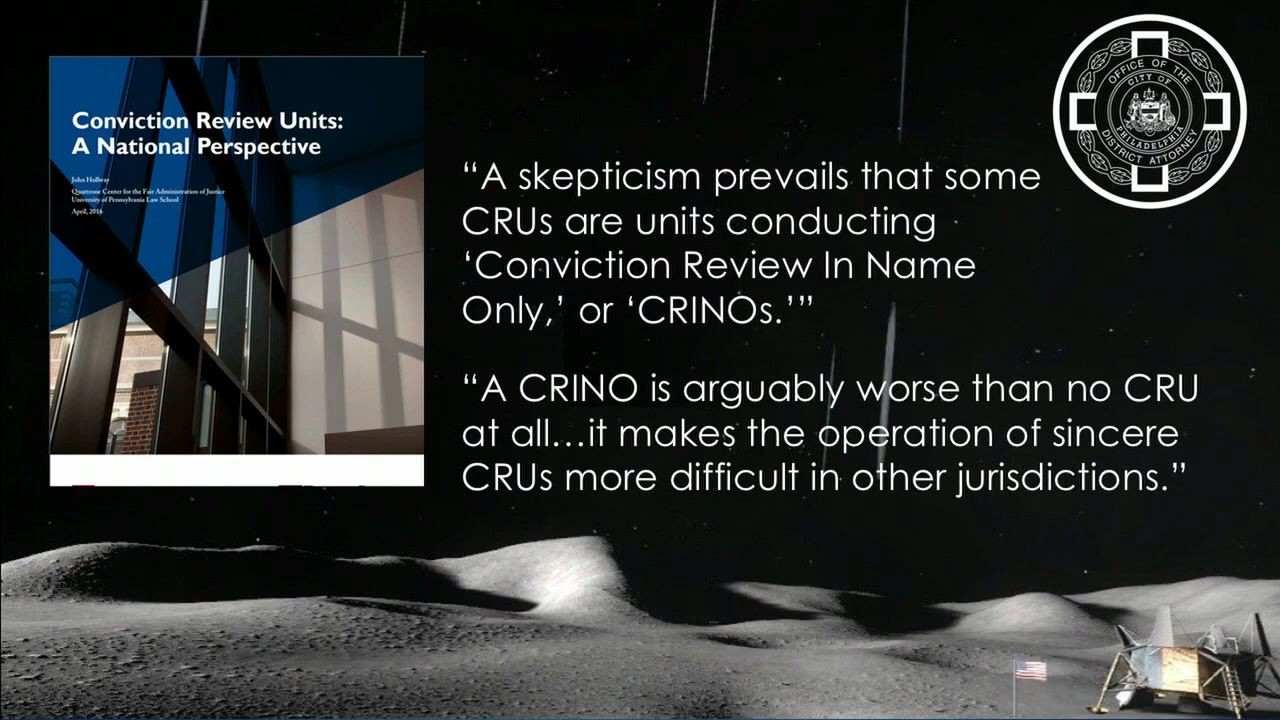 Conviction Review Units:
A National Perspective
John Hollway
Quattrone Center for the Fair Administration of Justice
University of Pennsylvania Law School
April, 2016
“A skepticism prevails that some
CRUs are units conducting
‘Conviction Review In Name
Only,’ or ‘CRINOs.’”
“A CRINO is arguably worse than no CRU
at all…it makes the operation of sincere
CRUs more difficult in other jurisdictions.”
OFFICE OF THE
CITY OF
PHILADELPHIA
DISTRICT ATTORNEY